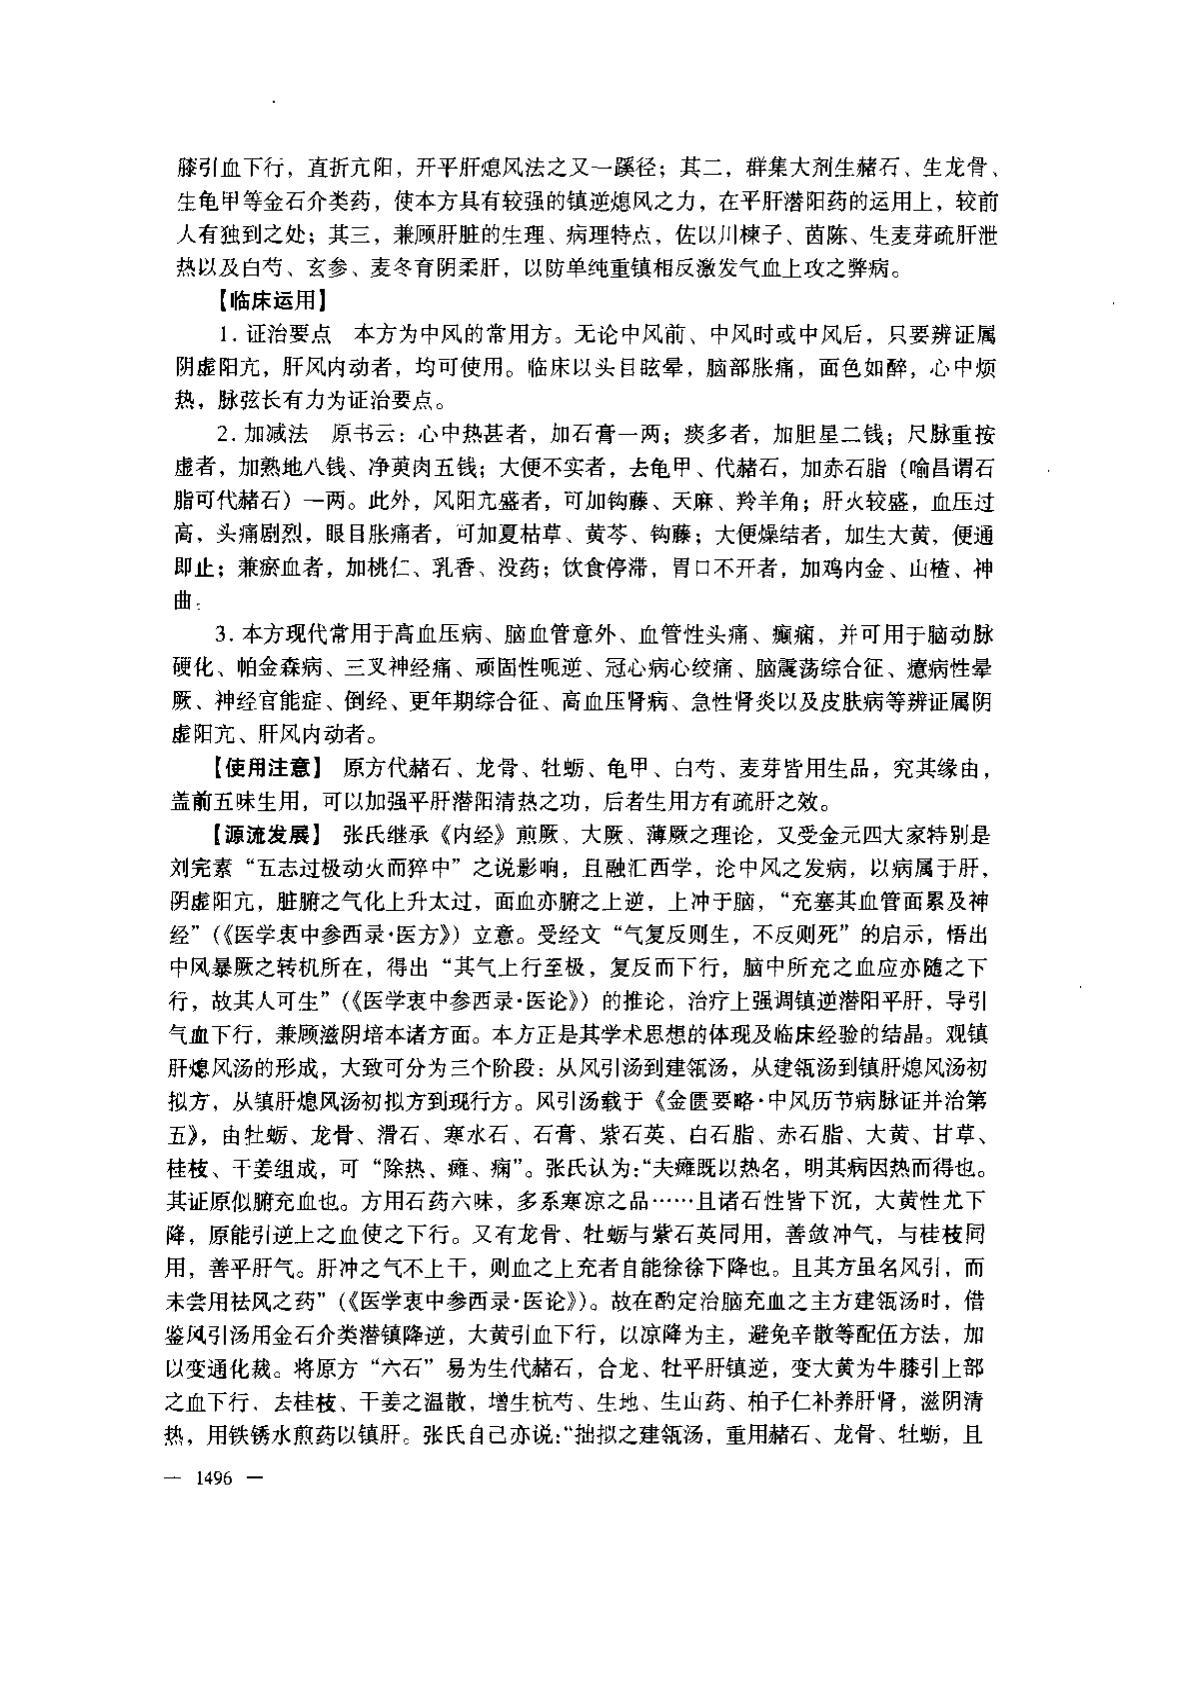 膝引血下行，直折亢阳，开平肝熄风法之又一蹊径；其二，群集大剂生赭石、生龙骨、
生龟甲等金石介类药，使本方具有较强的镇逆熄风之力，在平肝潜阳药的运用上，较前
人有独到之处；其三，兼顾肝脏的生理、病理特点，佐以川楝子、茵陈、生麦芽疏肝泄
热以及白芍、玄参、麦冬育阴柔肝，以防单纯重镇相反激发气血上攻之弊病。
【临床运用】
1. 证治要点　本方为中风的常用方。无论中风前、中风时或中风后，只要辨证属
阴虚阳亢，肝风内动者，均可使用。临床以头目眩晕，脑部胀痛，面色如醉，心中烦
热，脉弦长有力为证治要点。
2. 加减法　原书云：心中热甚者，加石膏一两；痰多者，加胆星二钱；尺脉重按
虚者，加熟地八钱、净萸肉五钱；大便不实者，去龟甲、代赭石，加赤石脂（喻昌谓石
脂可代赭石）一两。此外，风阳亢盛者，可加钩藤、天麻、羚羊角；肝火较盛，血压过
高，头痛剧烈，眼目胀痛者，可加夏枯草、黄芩、钩藤；大便燥结者，加生大黄，便通
即止；兼瘀血者，加桃仁、乳香、没药；饮食停滞，胃口不开者，加鸡内金、山楂、神
曲。
3. 本方现代常用于高血压病、脑血管意外、血管性头痛、癫痫，并可用于脑动脉
硬化、帕金森病、三叉神经痛、顽固性呃逆、冠心病心绞痛、脑震荡综合征、癔病性晕
厥、神经官能症、倒经、更年期综合征、高血压肾病、急性肾炎以及皮肤病等辨证属阴
虚阳亢、肝风内动者。
【使用注意】　原方代赭石、龙骨、牡蛎、龟甲、白芍、麦芽皆用生品，究其缘由，
盖前五味生用，可以加强平肝潜阳清热之功，后者生用方有疏肝之效。
【源流发展】　张氏继承《内经》煎厥、大厥、薄厥之理论，又受金元四大家特别是
刘完素“五志过极动火而猝中”之说影响，且融汇西学，论中风之发病，以病属于肝，
阴虚阳亢，脏腑之气化上升太过，面血亦腑之上逆，上冲于脑，“充塞其血管面累及神
经”（《医学衷中参西录·医方》）立意。受经文“气复反则生，不反则死”的启示，悟出
中风暴厥之转机所在，得出“其气上行至极，复反而下行，脑中所充之血应亦随之下
行，故其人可生”（《医学衷中参西录·医论》）的推论，治疗上强调镇逆潜阳平肝，导引
气血下行，兼顾滋阴培本诸方面。本方正是其学术思想的体现及临床经验的结晶。观镇
肝熄风汤的形成，大致可分为三个阶段：从风引汤到建瓴汤，从建瓴汤到镇肝熄风汤初
拟方，从镇肝熄风汤初拟方到现行方。风引汤载于《金匮要略·中风历节病脉证并治第
五》，由牡蛎、龙骨、滑石、寒水石、石膏、紫石英、白石脂、赤石脂、大黄、甘草、
桂枝、干姜组成，可“除热、瘫、痫”。张氏认为：“夫瘫既以热名，明其病因热而得也。
其证原似腑充血也。方用石药六味，多系寒凉之品……且诸石性皆下沉，大黄性尤下
降，原能引逆上之血使之下行。又有龙骨、牡蛎与紫石英同用，善敛冲气，与桂枝同
用，善平肝气。肝冲之气不上干，则血之上充者自能徐徐下降也。且其方虽名风引，而
未尝用祛风之药”（《医学衷中参西录·医论》）。故在酌定治脑充血之主方建瓴汤时，借
鉴风引汤用金石介类潜镇降逆，大黄引血下行，以凉降为主，避免辛散等配伍方法，加
以变通化裁。将原方“六石”易为生代赭石，合龙、牡平肝镇逆，变大黄为牛膝引上部
之血下行，去桂枝、干姜之温散，增生杭芍、生地、生山药、柏子仁补养肝肾，滋阴清
热，用铁锈水煎药以镇肝。张氏自己亦说：“拙拟之建瓴汤，重用赭石、龙骨、牡蛎，且
— 1496 —